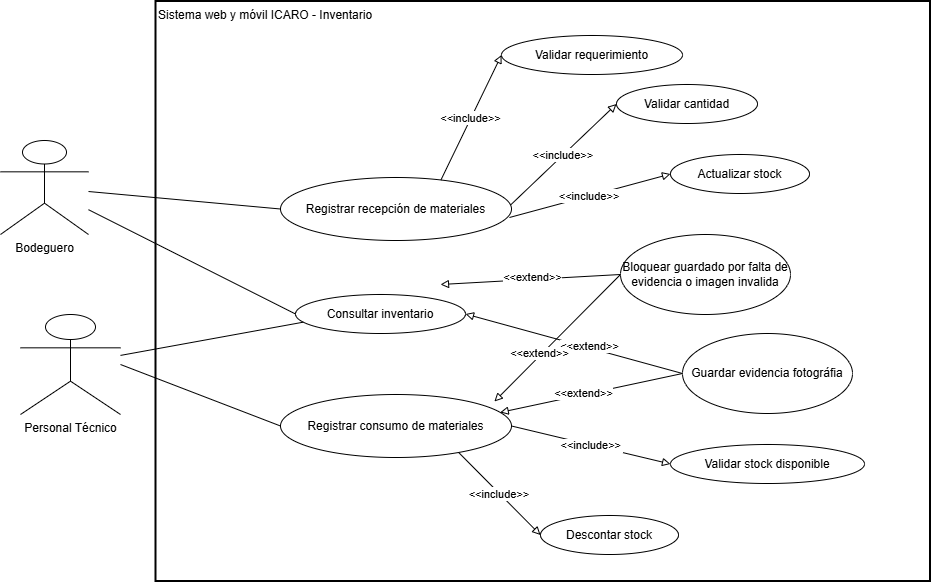 Sistema web y móvil ICARO - Inventario
Validar requerimiento
Validar cantidad
<<include>>
<<include>>
Actualizar stock
<<include>>
Registrar recepción de materiales
Bodeguero
Bloquear guardado por falta de
evidencia o imagen invalida
<<extend>>
Consultar inventario
<<extend>>
<<extend>>
Guardar evidencia fotográfia
<<extend>>
Personal Técnico
Registrar consumo de materiales
<<include>>
Validar stock disponible
<<include>>
Descontar stock